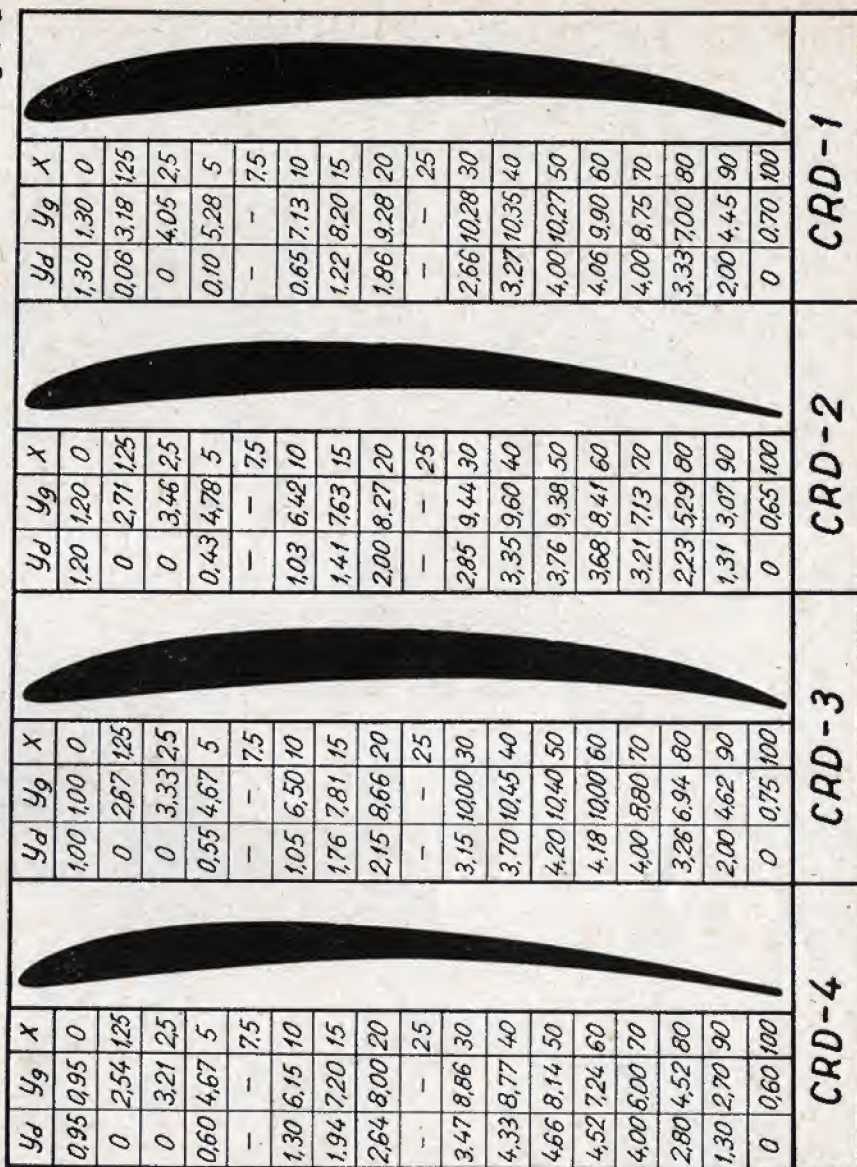 Yd Yg X Yd Yg X Yd Yg X Yd Yg X
0,95 0,95 0 1,00 1,00 0 1,20 1,20 0 1,30 1,30 0
0 2,54 1,25 0 2,67 1,25 0 2,71 1,25 0,06 3,18 1,25
0 3,21 2,5 0 3,33 2,5 0 3,46 2,5 0 4,05 2,5
0,60 4,67 5 0,55 4,67 5 0,43 4,78 5 0,10 5,28 5
- - 7,5 - - 7,5 - - 7,5 - - 7,5
1,30 6,15 10 1,05 6,50 10 1,03 6,42 10 0,65 7,13 10
1,94 7,20 15 1,76 7,81 15 1,41 7,63 15 1,22 8,20 15
2,64 8,00 20 2,15 8,66 20 2,00 8,27 20 1,86 9,28 20
- - 25 - - 25 - - 25 - - 25
3,47 8,86 30 3,15 10,00 30 2,85 9,44 30 2,66 10,28 30
4,33 8,77 40 3,70 10,45 40 3,35 9,60 40 3,27 10,35 40
4,66 8,14 50 4,20 10,40 50 3,76 9,38 50 4,00 10,27 50
4,52 7,24 60 4,18 10,00 60 3,68 8,41 60 4,06 9,90 60
4,00 6,00 70 4,00 8,80 70 3,21 7,13 70 4,00 8,75 70
2,80 4,52 80 3,26 6,94 80 2,23 5,29 80 3,33 7,00 80
1,30 2,70 90 2,00 4,62 90 1,31 3,07 90 2,00 4,45 90
0 0,60 100 0 0,75 100 0 0,65 100 0 0,70 100
CRD-4 CRD-3 CRD-2 CRD-1